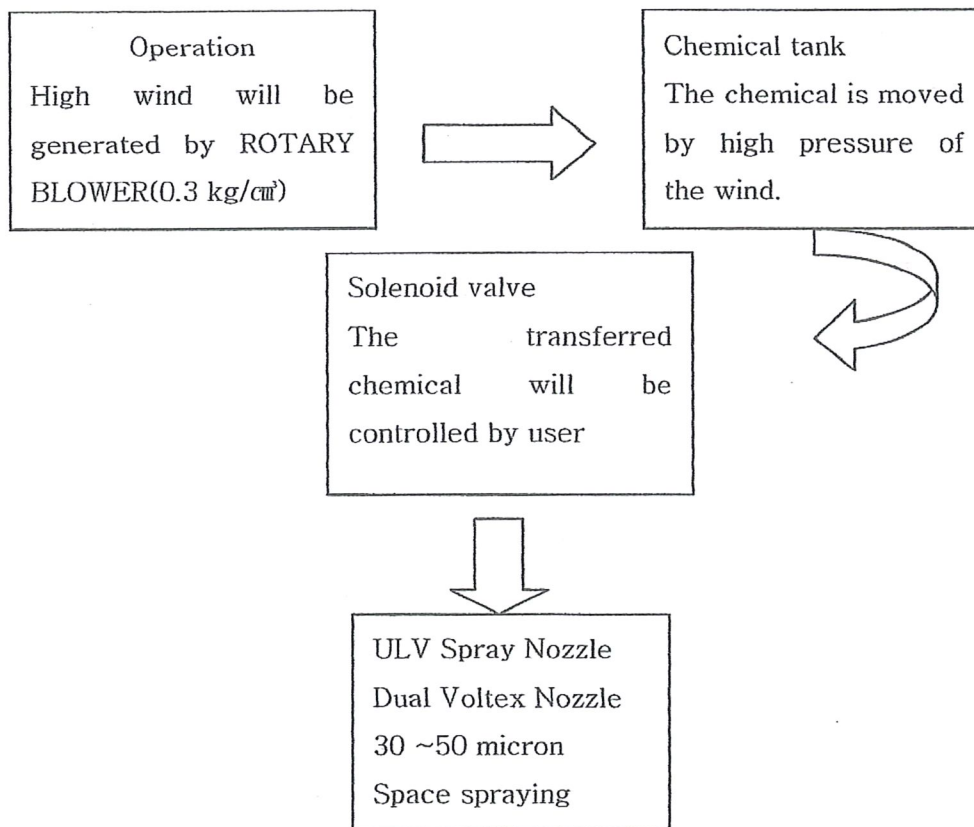 Operation
High wind will be
generated by ROTARY
BLOWER(0.3 kg/㎤)
Chemical tank
The chemical is moved
by high pressure of
the wind.
Solenoid valve
The transferred
chemical will be
controlled by user
ULV Spray Nozzle
Dual Voltex Nozzle
30 ~50 micron
Space spraying